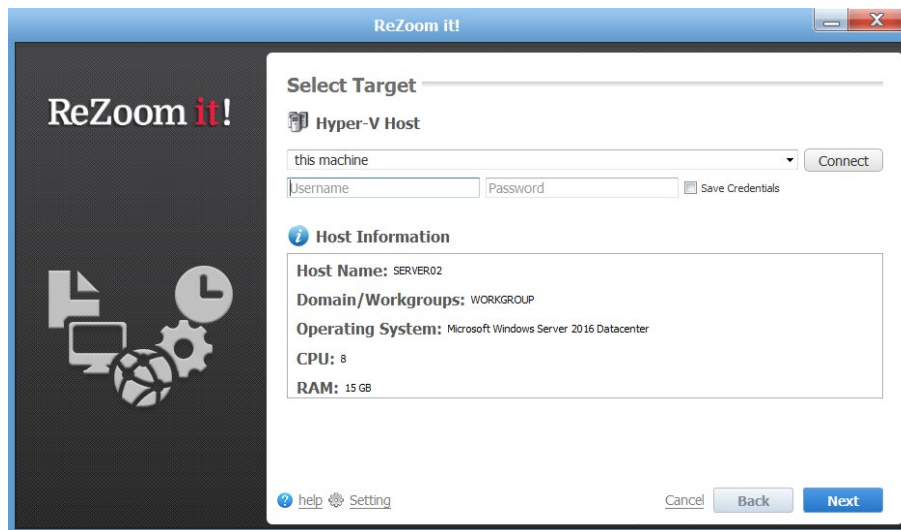 ReZoom it!
ReZoom it!
Select Target
Hyper-V Host
this machine
Connect
Username
Password
Save Credentials
Host Information
Host Name: SERVER02
Domain/Workgroups: WORKGROUP
Operating System: Microsoft Windows Server 2016 Datacenter
CPU: 8
RAM: 15 GB
help
Setting
Cancel
Back
Next